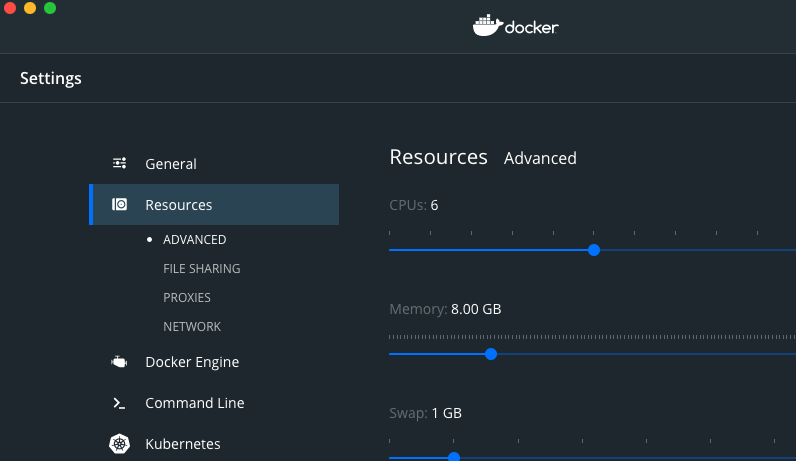 docker
Settings
General
Resources
ADVANCED
FILE SHARING
PROXIES
NETWORK
Docker Engine
Command Line
Kubernetes
Resources Advanced
CPUs: 6
Memory: 8.00 GB
Swap: 1 GB